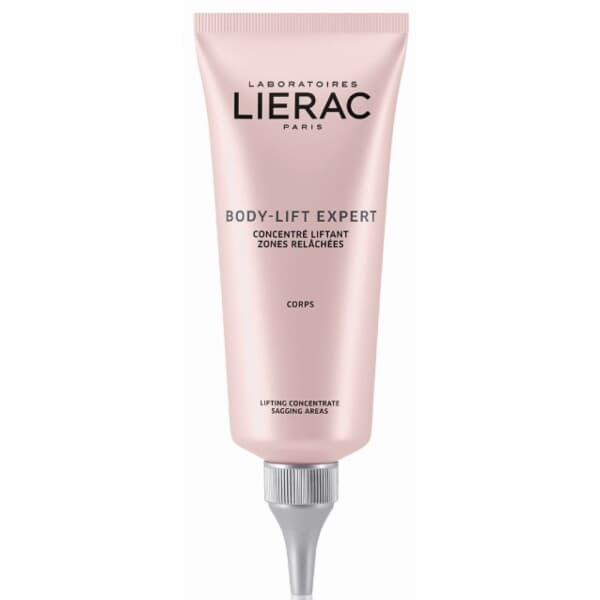 LABORATOIRES
LIERAC
PARIS
BODY-LIFT EXPERT
CONCENTRÉ LIFTANT
ZONES RELÂCHÉES
CORPS
LIFTING CONCENTRATE
SAGGING AREAS